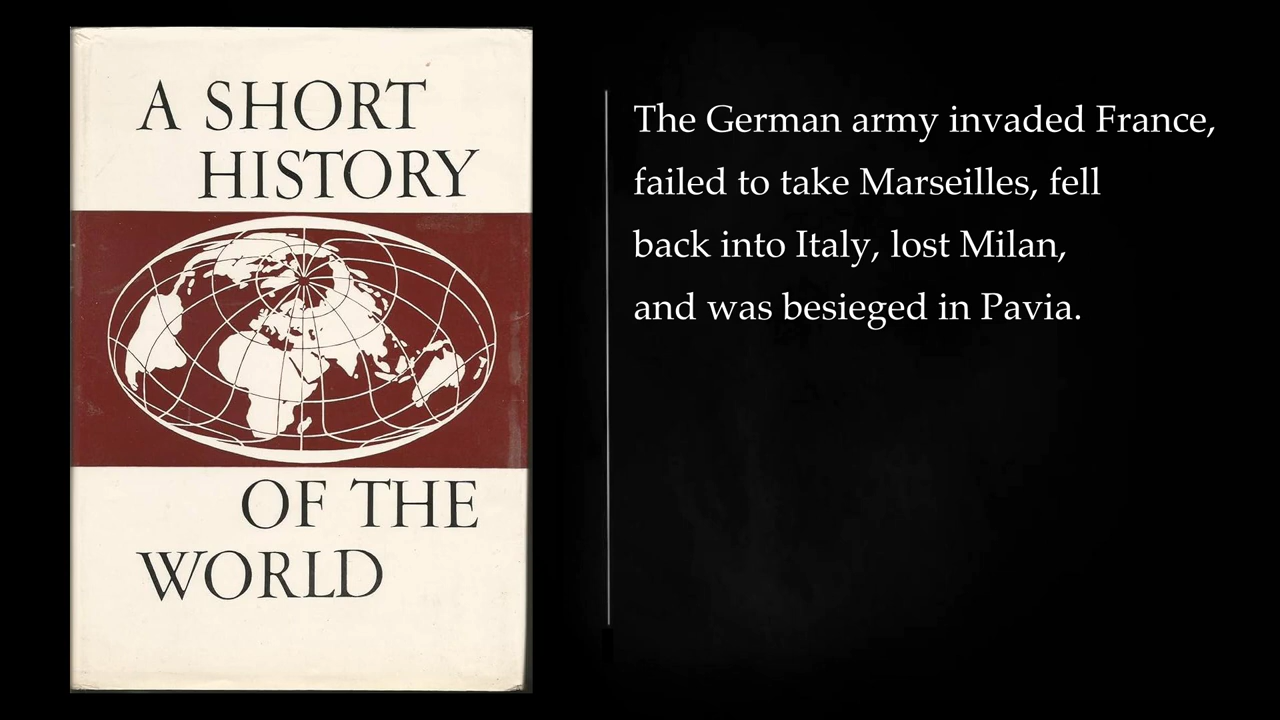 A SHORT
HISTORY
OF THE
WORLD
The German army invaded France,
failed to take Marseilles, fell
back into Italy, lost Milan,
and was besieged in Pavia.